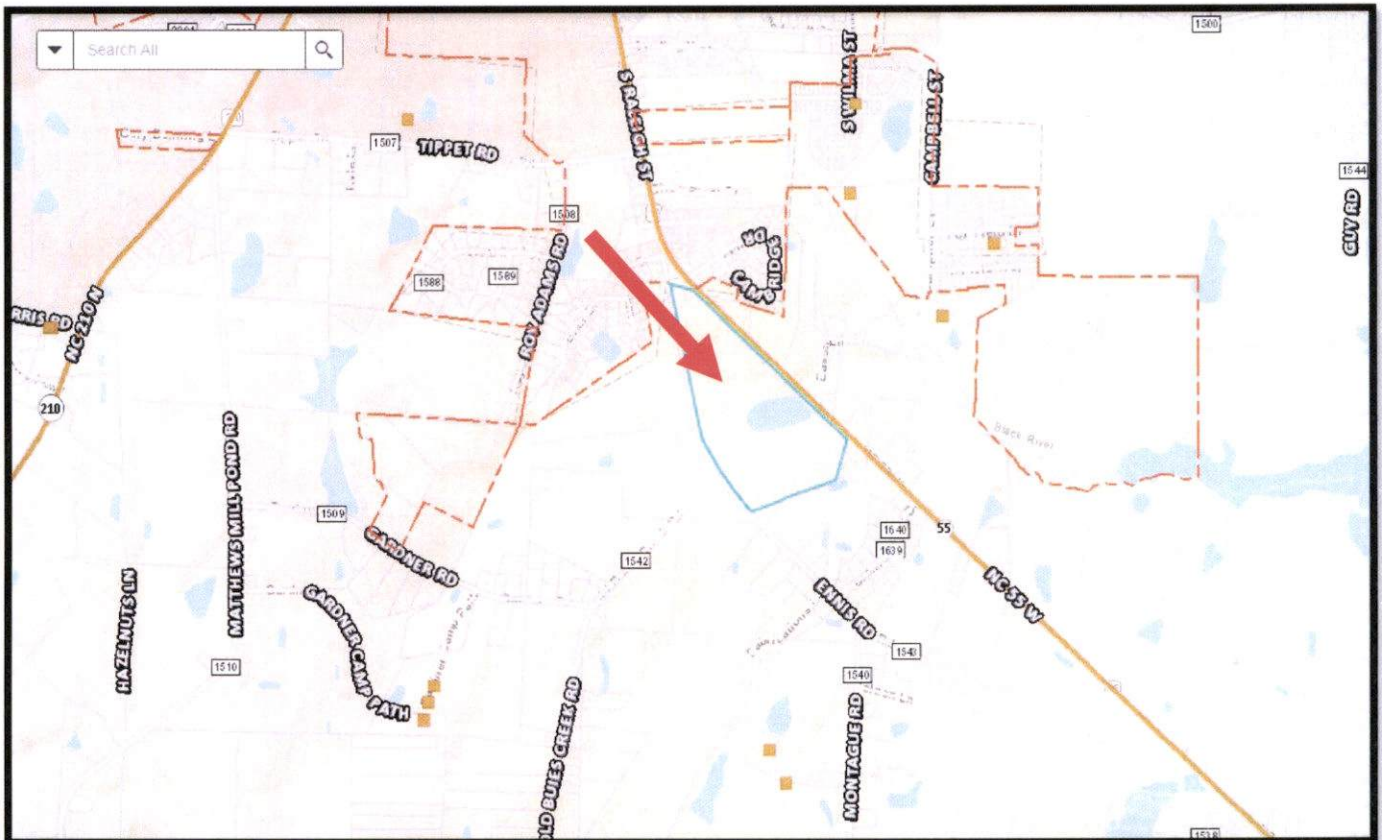 Search All
1500
S RALEIGH ST
S WILMA ST
CAMPBELL ST
1507
TIPPET RD
1544
GUY RD
1508
ROY ADAMS RD
1588
1589
CAMP RIDGE DR
NC 210 N
210
MATTHEWS MILL POND RD
Black River
1509
GARDNER RD
1542
1640
1639
55
NC 55 W
HAZELNUTS LN
GARDNER CAMP PATH
ENNIS RD
1543
1540
1510
OLD BUIES CREEK RD
MONTAGUE RD
1538